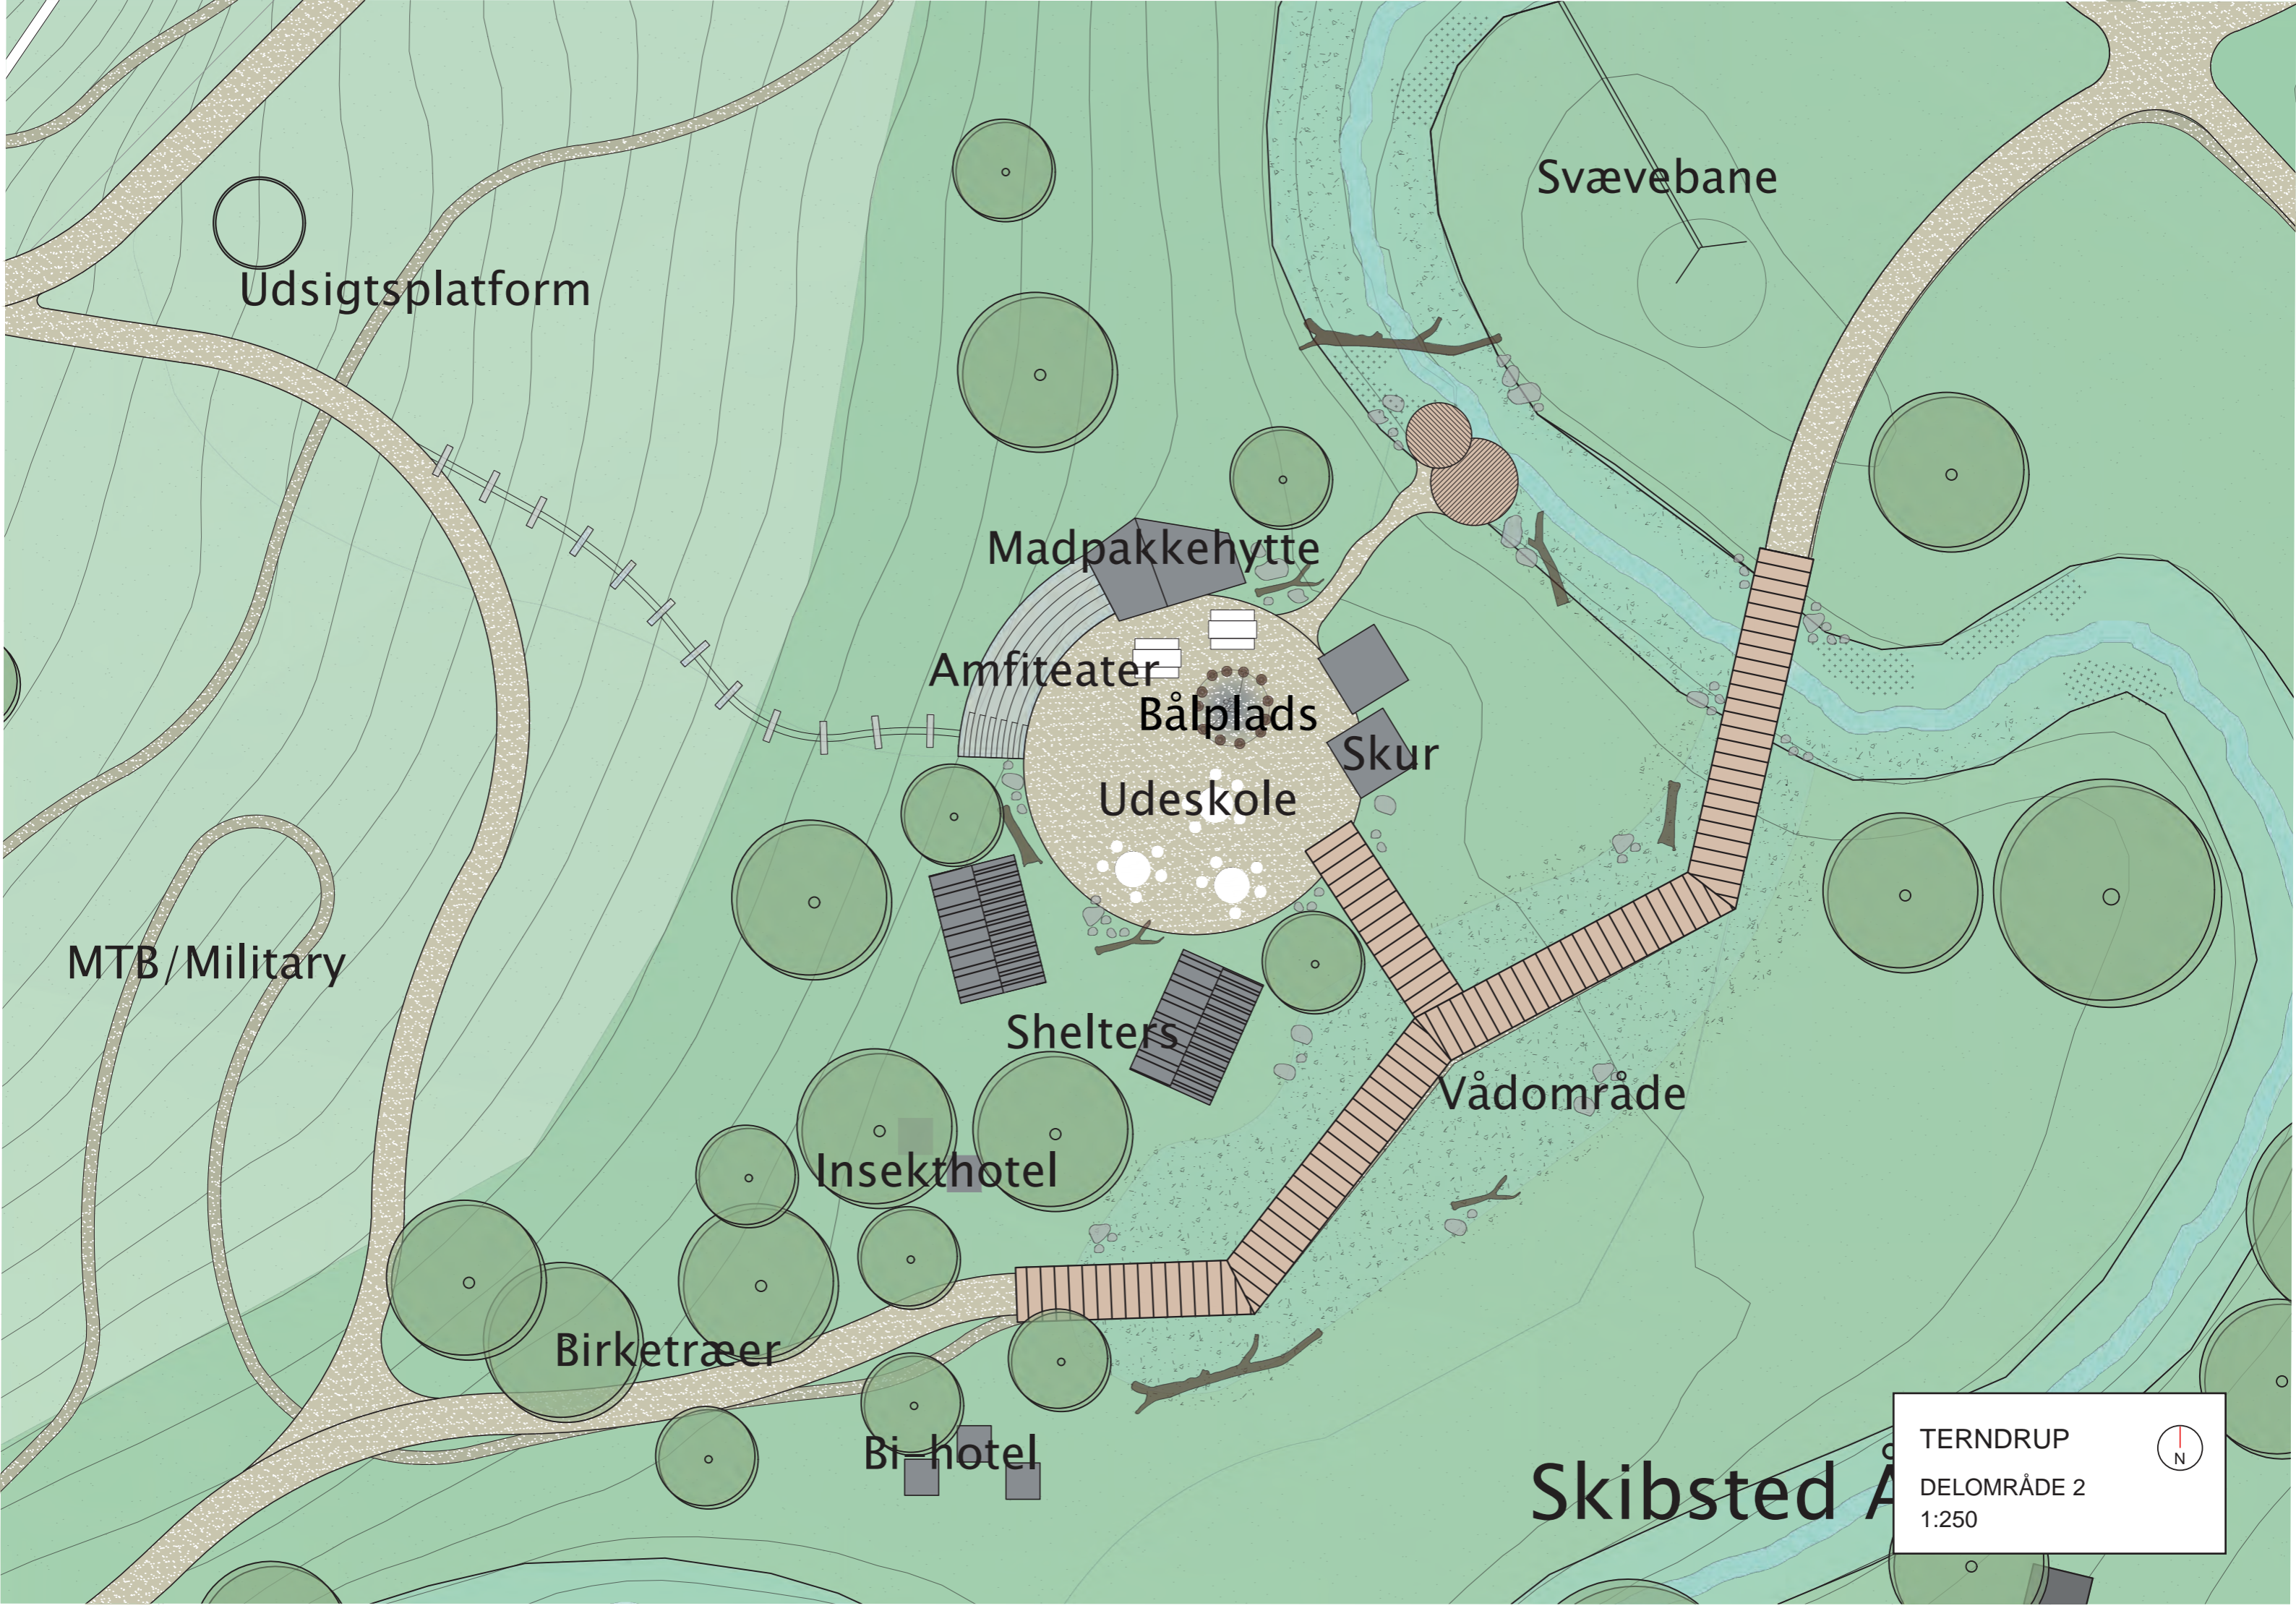 Svævebane
Udsigtsplatform
Madpakkehytte
Amfiteater
Bålplads
Skur
Udeskole
MTB/Military
Shelters
Vådområde
Insekthotel
Birketræer
Bi-hotel
Skibsted Å
TERNDRUP
N
DELOMRÅDE 2
1:250